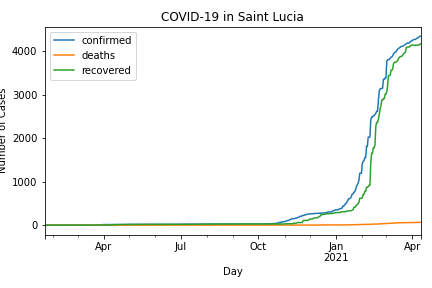 COVID-19 in Saint Lucia
confirmed
deaths
recovered
Number of Cases
4000
3000
2000
1000
0
Apr
Jul
Oct
Jan
2021
Apr
Day